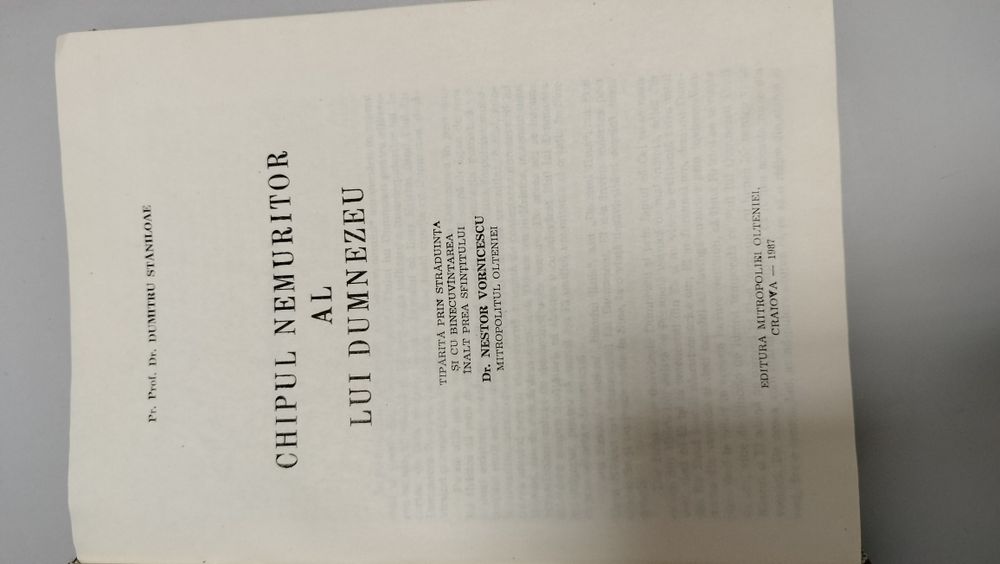 Pr. Prof. Dr. DUMITRU STĂNILOAE
CHIPUL NEMURITOR
AL
LUI DUMNEZEU
TIPĂRITĂ PRIN STRĂDUINȚA
ȘI CU BINECUVÎNTAREA
ÎNALT PREA SFINȚITULUI
Dr. NESTOR VORNICESCU
MITROPOLITUL OLTENIEI
EDITURA MITROPOLIEI OLTENIEI,
CRAIOVA — 1987